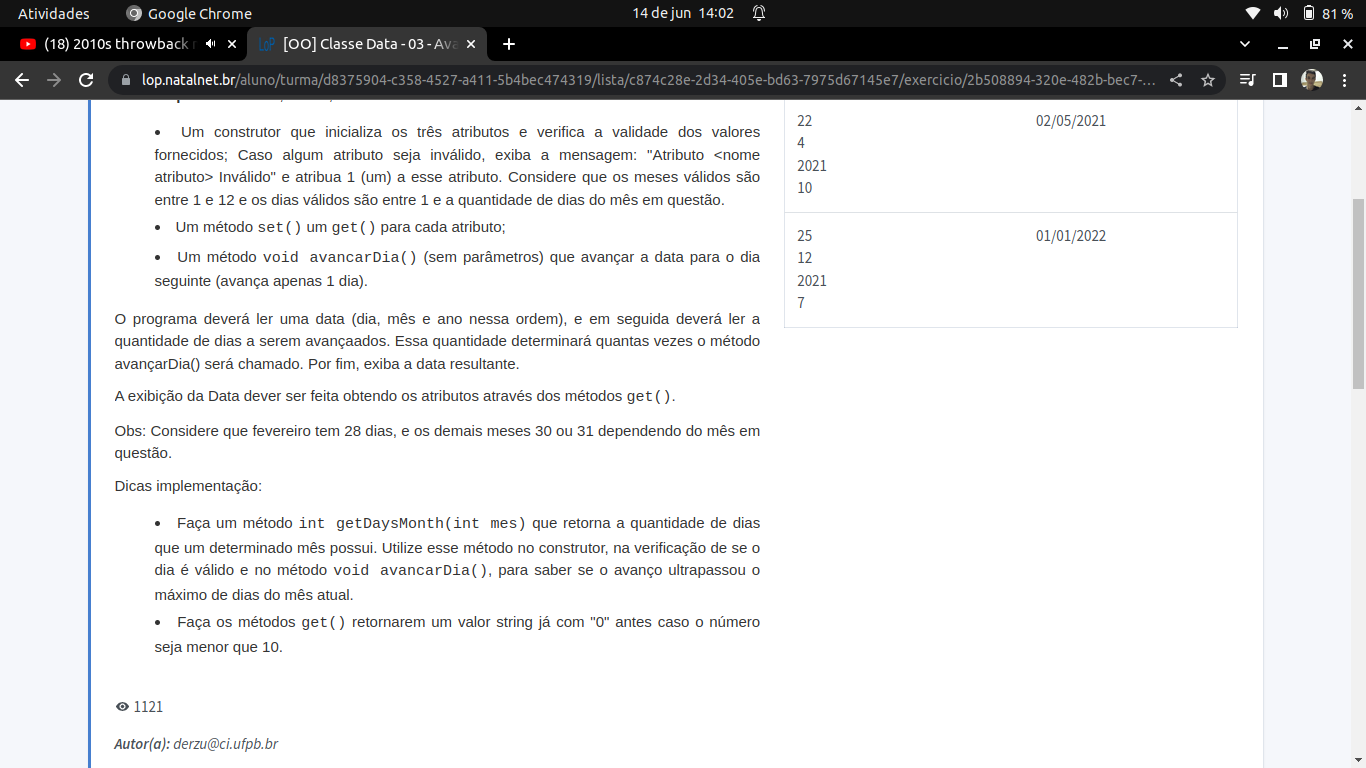 Atividades
Google Chrome
14 de jun 14:02
81 %
(18) 2010s throwback
[OO] Classe Data - 03 - Ava
lop.natalnet.br/aluno/turma/d8375904-c358-4527-a411-5b4bec474319/lista/c874c28e-2d34-405e-bd63-7975d67145e7/exercicio/2b508894-320e-482b-bec7-…
• Um construtor que inicializa os três atributos e verifica a validade dos valores
fornecidos; Caso algum atributo seja inválido, exiba a mensagem: "Atributo <nome
atributo> Inválido" e atribua 1 (um) a esse atributo. Considere que os meses válidos são
entre 1 e 12 e os dias válidos são entre 1 e a quantidade de dias do mês em questão.
• Um método set() um get() para cada atributo;
• Um método void avancarDia() (sem parâmetros) que avançar a data para o dia
seguinte (avança apenas 1 dia).
O programa deverá ler uma data (dia, mês e ano nessa ordem), e em seguida deverá ler a
quantidade de dias a serem avançaados. Essa quantidade determinará quantas vezes o método
avançarDia() será chamado. Por fim, exiba a data resultante.
A exibição da Data dever ser feita obtendo os atributos através dos métodos get().
Obs: Considere que fevereiro tem 28 dias, e os demais meses 30 ou 31 dependendo do mês em
questão.
Dicas implementação:
• Faça um método int getDaysMonth(int mes) que retorna a quantidade de dias
que um determinado mês possui. Utilize esse método no construtor, na verificação de se o
dia é válido e no método void avancarDia(), para saber se o avanço ultrapassou o
máximo de dias do mês atual.
• Faça os métodos get() retornarem um valor string já com "0" antes caso o número
seja menor que 10.
1121
Autor(a): derzu@ci.ufpb.br
22
02/05/2021
4
2021
10
25
01/01/2022
12
2021
7